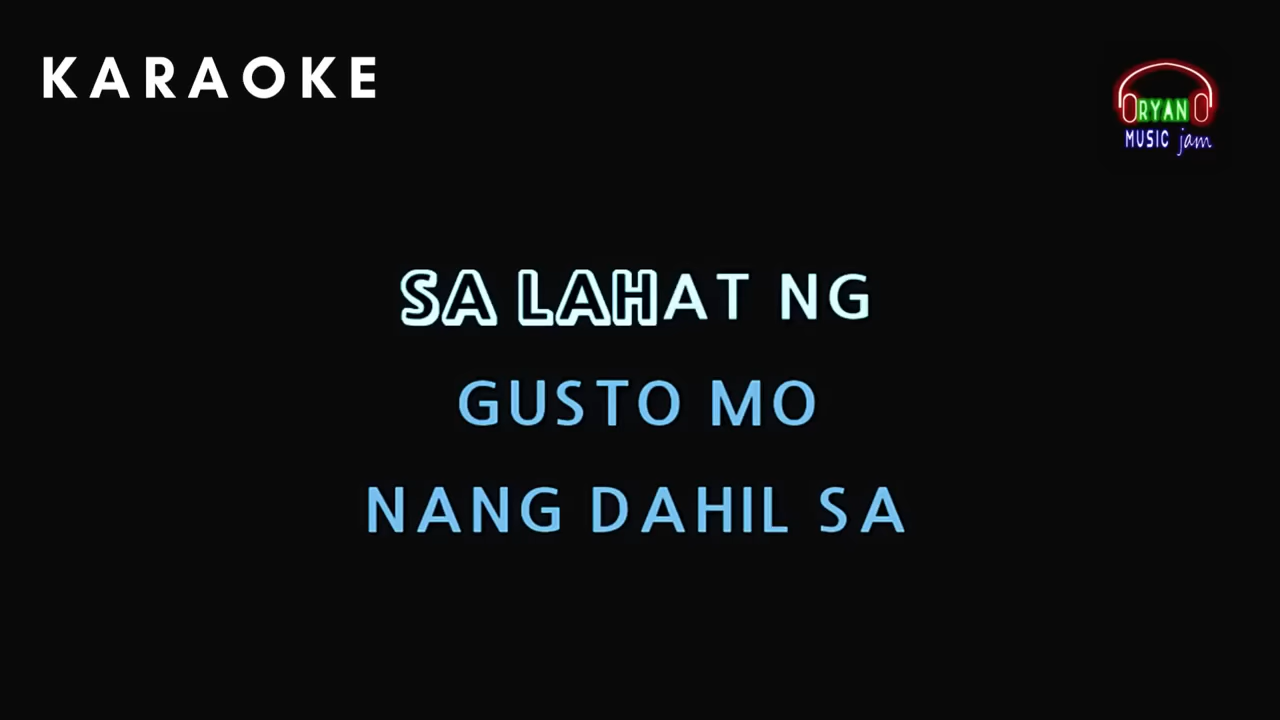 KARAOKE
RYAN
MUSIC jam
SA LAHAT NG
GUSTO MO
NANG DAHIL SA